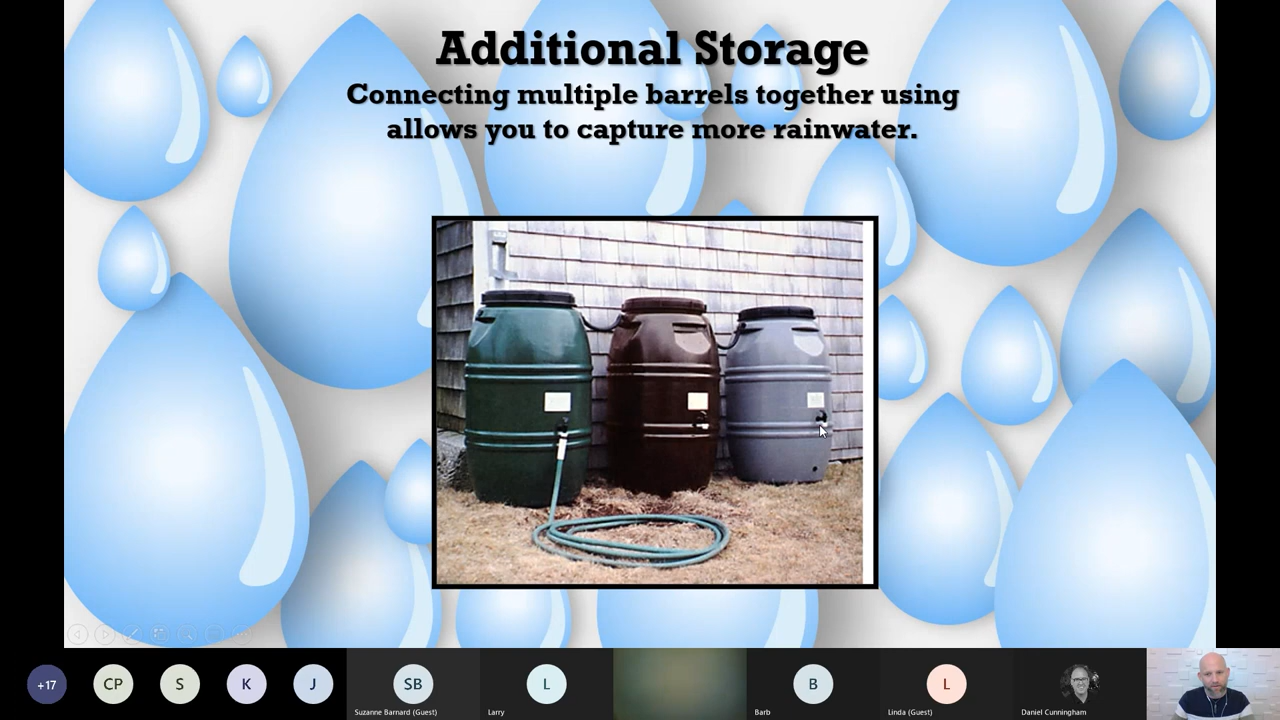 Additional Storage
Connecting multiple barrels together using
allows you to capture more rainwater.
+17
CP
S
K
J
SB
L
B
L
Suzanne Barnard (Guest)
Larry
Barb
Linda (Guest)
Daniel Cunningham